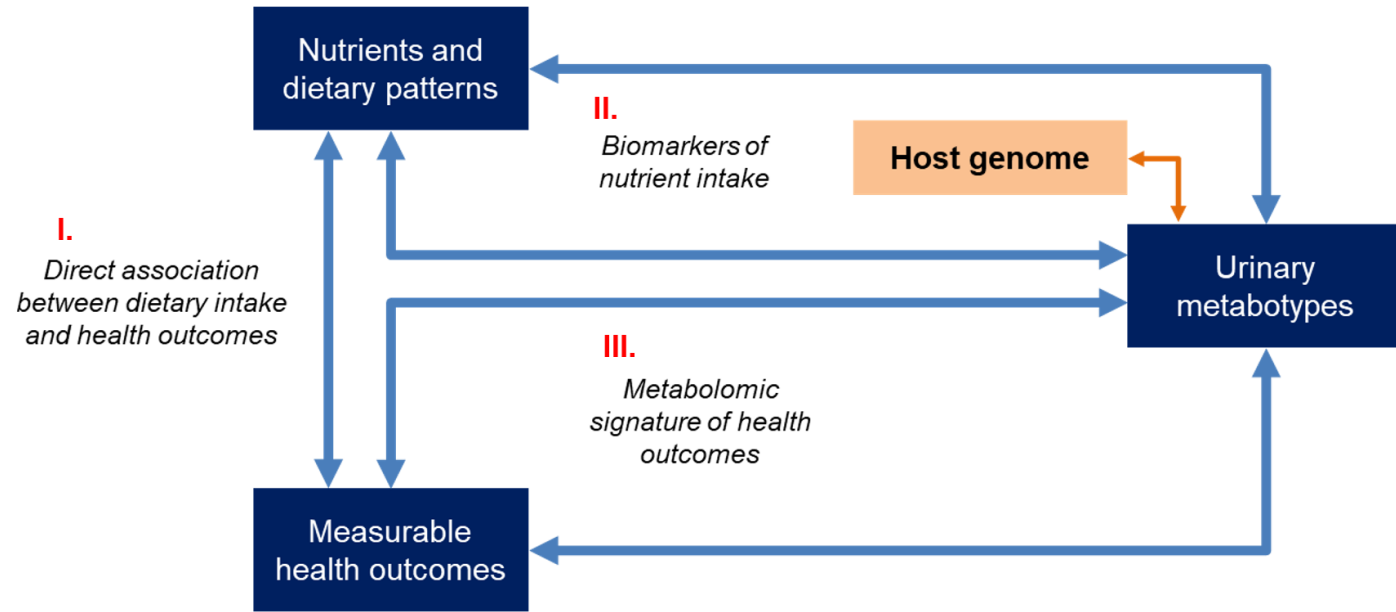 Nutrients and
dietary patterns
II.
Biomarkers of
nutrient intake
Host genome
I.
Direct association
between dietary intake
and health outcomes
Urinary
metabotypes
III.
Metabolomic
signature of health
outcomes
Measurable
health outcomes